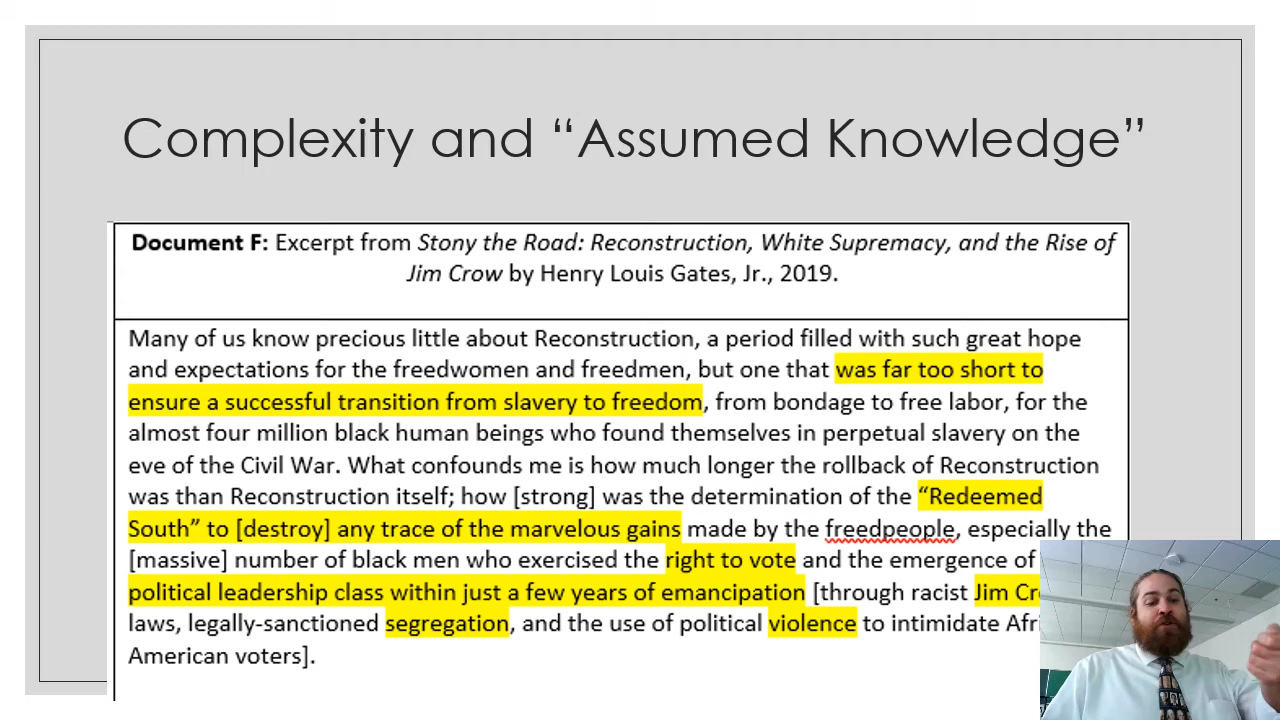 Complexity and “Assumed Knowledge”
Document F: Excerpt from Stony the Road: Reconstruction, White Supremacy, and the Rise of
Jim Crow by Henry Louis Gates, Jr., 2019.
Many of us know precious little about Reconstruction, a period filled with such great hope
and expectations for the freedwomen and freedmen, but one that was far too short to
ensure a successful transition from slavery to freedom, from bondage to free labor, for the
almost four million black human beings who found themselves in perpetual slavery on the
eve of the Civil War. What confounds me is how much longer the rollback of Reconstruction
was than Reconstruction itself; how [strong] was the determination of the “Redeemed
South” to [destroy] any trace of the marvelous gains made by the freedpeople, especially the
[massive] number of black men who exercised the right to vote and the emergence of
political leadership class within just a few years of emancipation [through racist Jim
laws, legally-sanctioned segregation, and the use of political violence to intimidate
American voters].